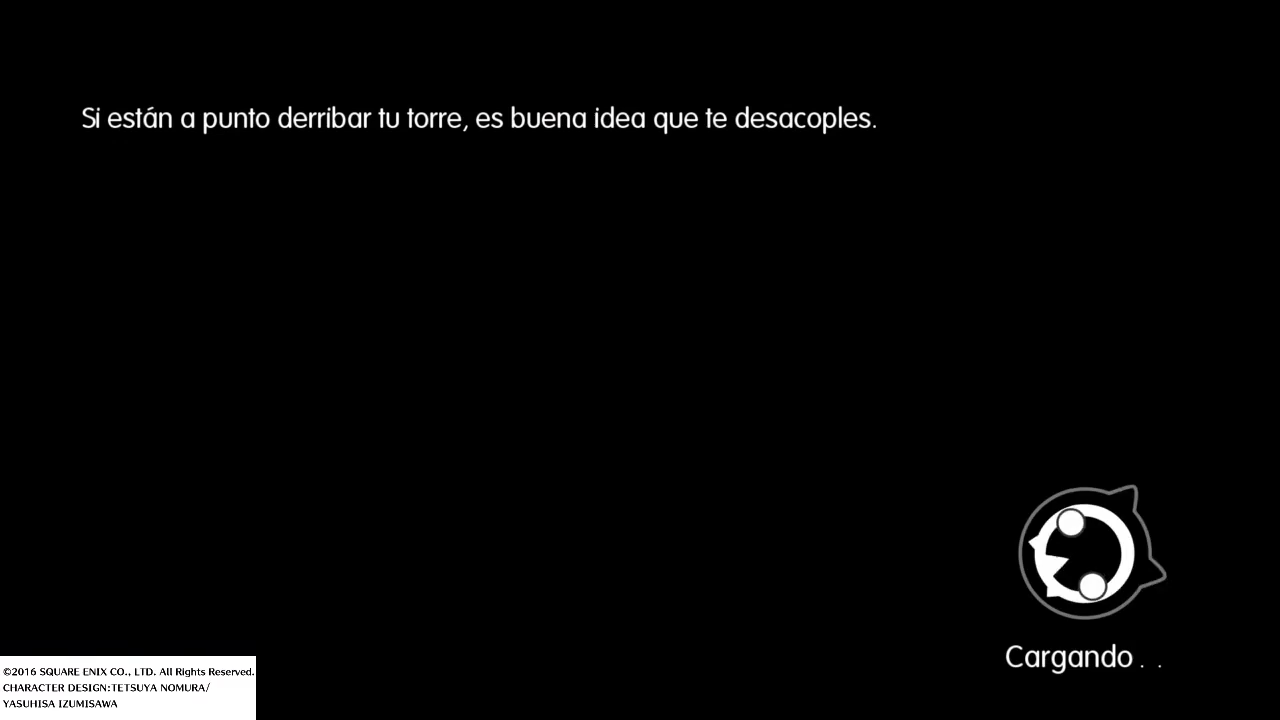 Si están a punto derribar tu torre, es buena idea que te desacoples.
Cargando . .
©2016 SQUARE ENIX CO., LTD. All Rights Reserved.
CHARACTER DESIGN:TETSUYA NOMURA/
YASUHISA IZUMISAWA